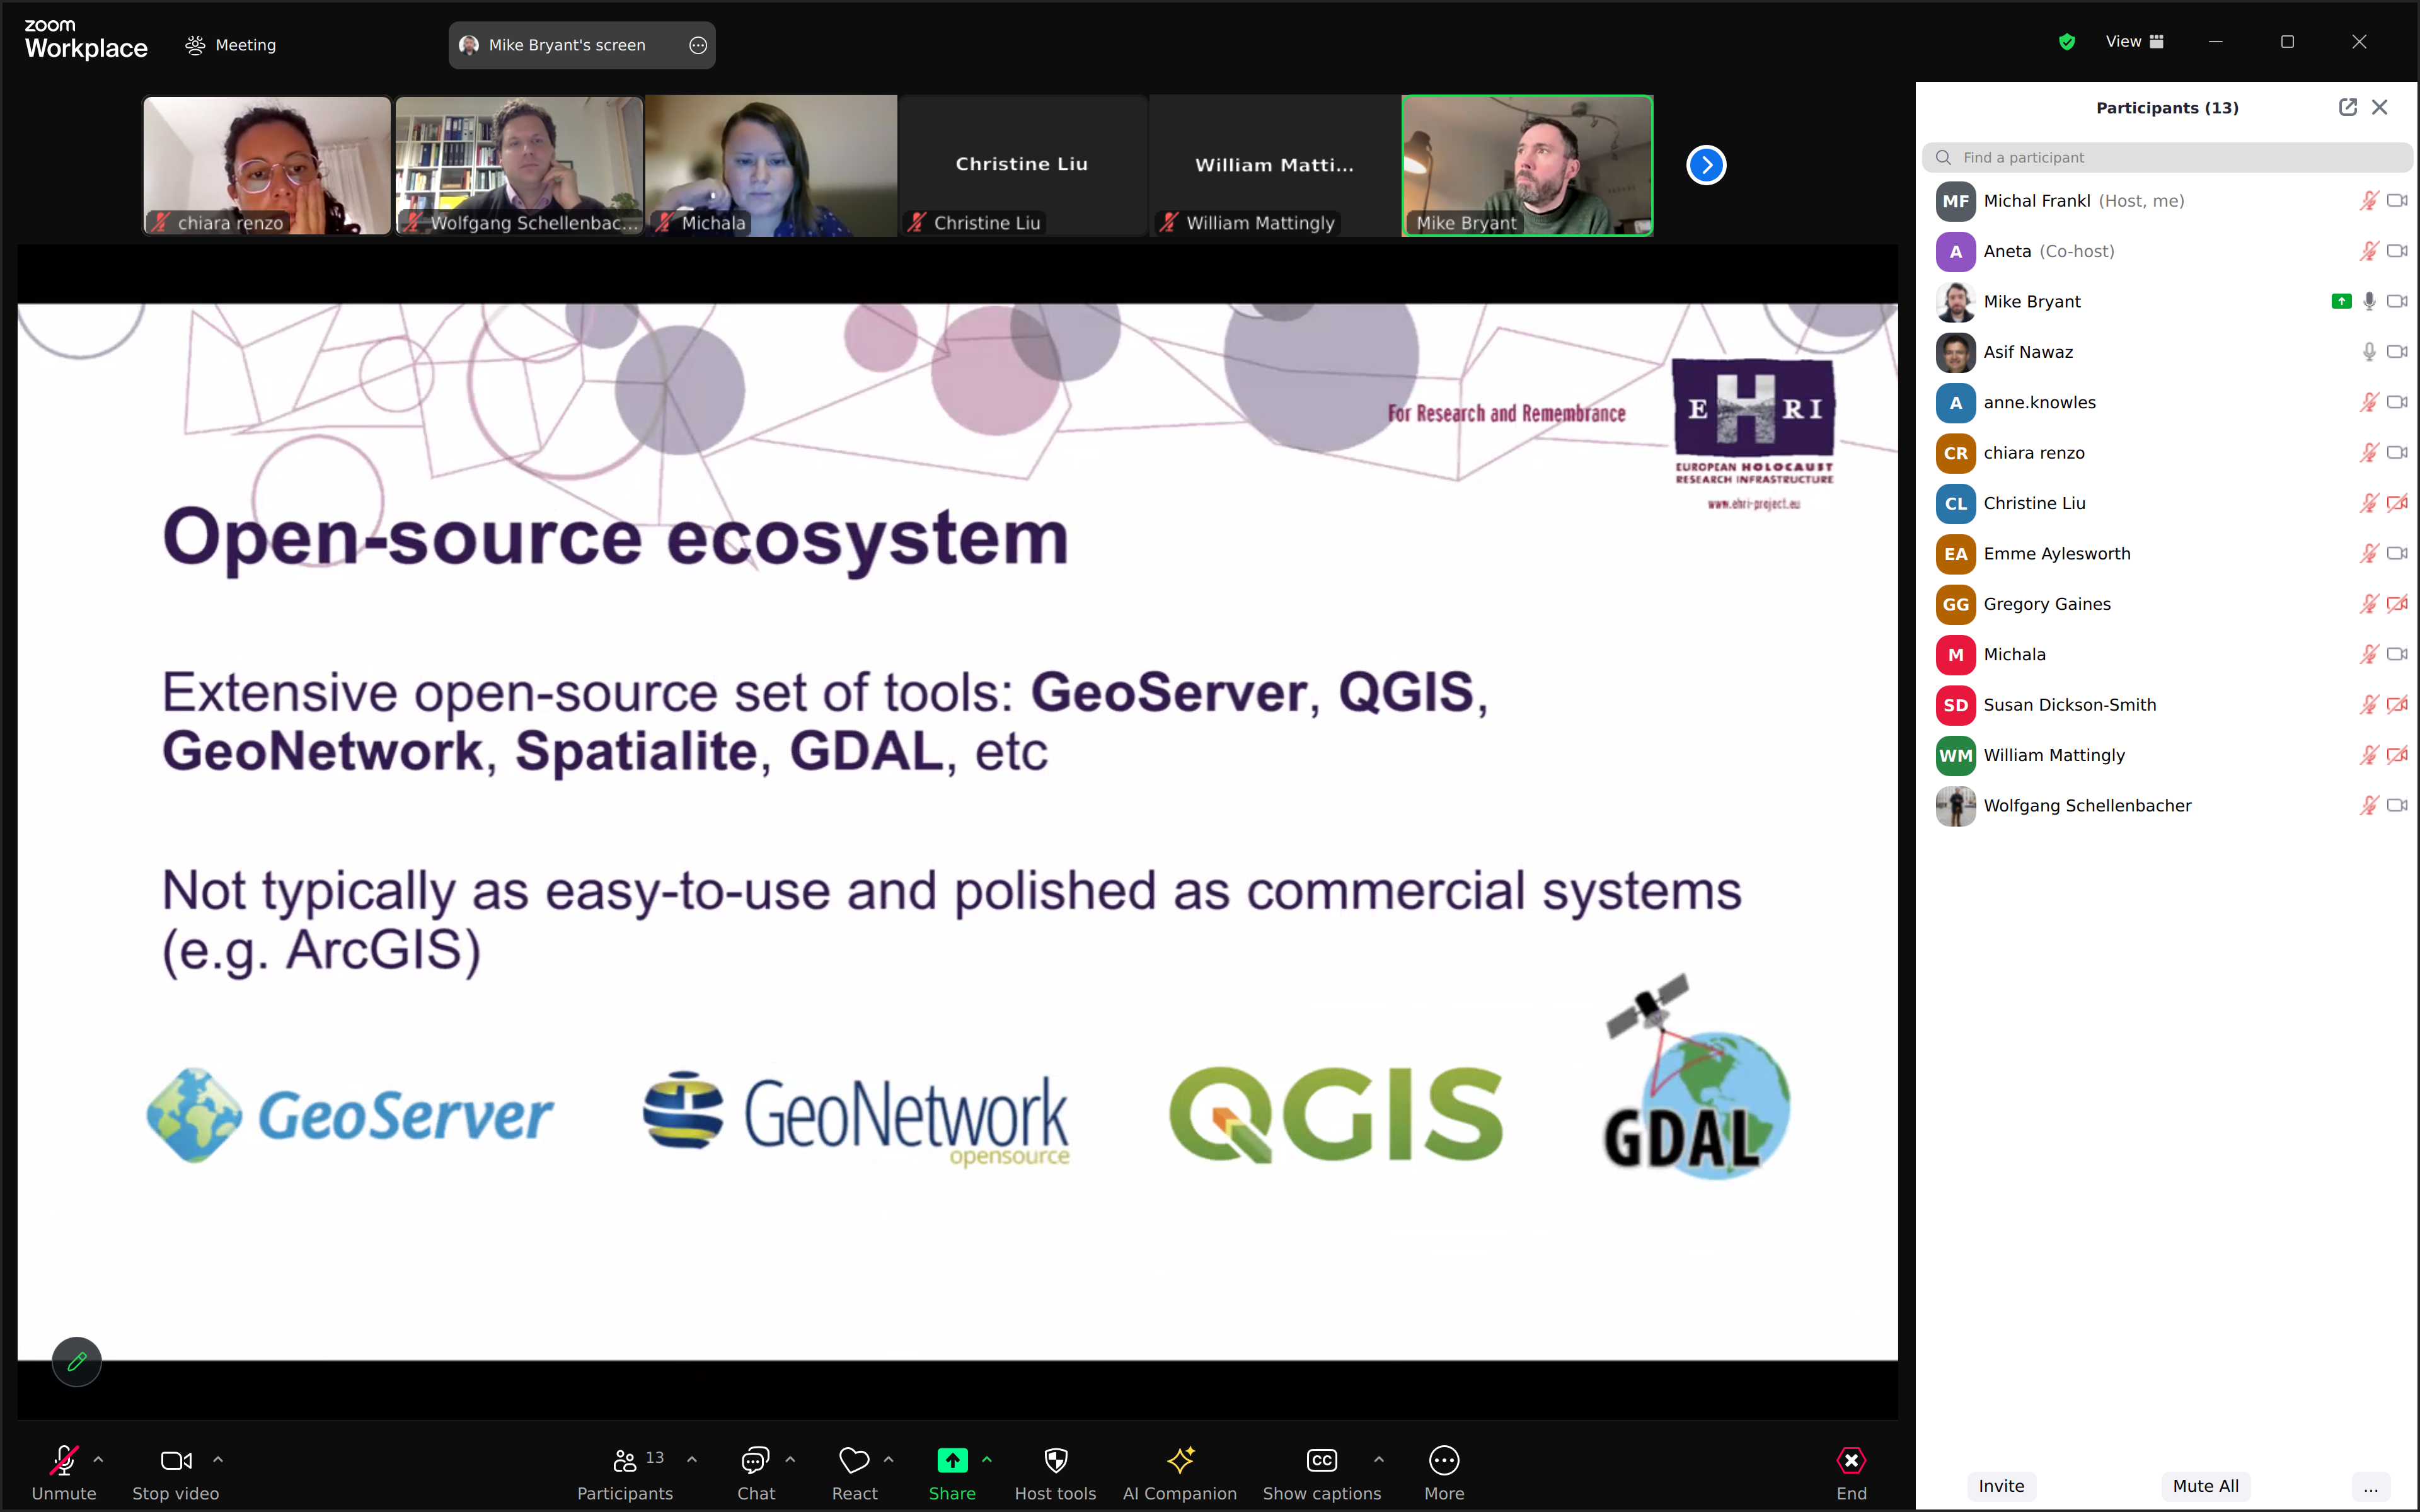 zoom
Workplace
Meeting
Mike Bryant's screen
View
chiara renzo
Wolfgang Schellenbac...
Michala
Christine Liu
Christine Liu
William Matti...
William Mattingly
Mike Bryant
For Research and Remembrance
EHRI
EUROPEAN HOLOCAUST
RESEARCH INFRASTRUCTURE
www.ehri-project.eu
Open-source ecosystem
Extensive open-source set of tools: GeoServer, QGIS,
GeoNetwork, Spatialite, GDAL, etc
Not typically as easy-to-use and polished as commercial systems
(e.g. ArcGIS)
GeoServer
GeoNetwork
opensource
QGIS
GDAL
Participants (13)
Find a participant
MF Michal Frankl (Host, me)
A Aneta (Co-host)
Mike Bryant
Asif Nawaz
A anne.knowles
CR chiara renzo
CL Christine Liu
EA Emme Aylesworth
GG Gregory Gaines
M Michala
SD Susan Dickson-Smith
WM William Mattingly
Wolfgang Schellenbacher
Invite
Mute All
...
Unmute
Stop video
13
Participants
Chat
React
Share
Host tools
AI Companion
CC
Show captions
More
End